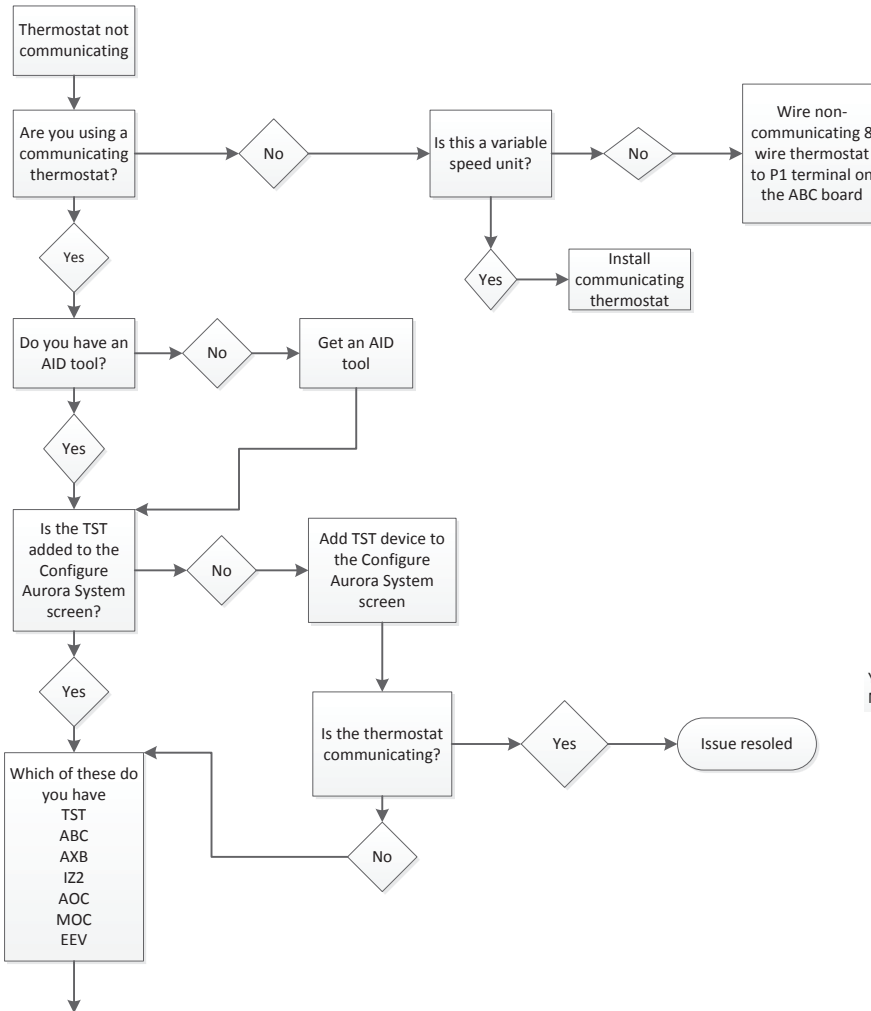 Thermostat not
communicating
Are you using a
communicating
thermostat?
No
Is this a variable
speed unit?
No
Wire non-
communicating 8
wire thermostat
to P1 terminal on
the ABC board
Yes
Yes
Install
communicating
thermostat
Do you have an
AID tool?
No
Get an AID
tool
Yes
Is the TST
added to the
Configure
Aurora System
screen?
No
Add TST device to
the Configure
Aurora System
screen
Yes
Is the thermostat
communicating?
Yes
Issue resoled
Which of these do
you have
TST
ABC
AXB
IZ2
AOC
MOC
EEV
No